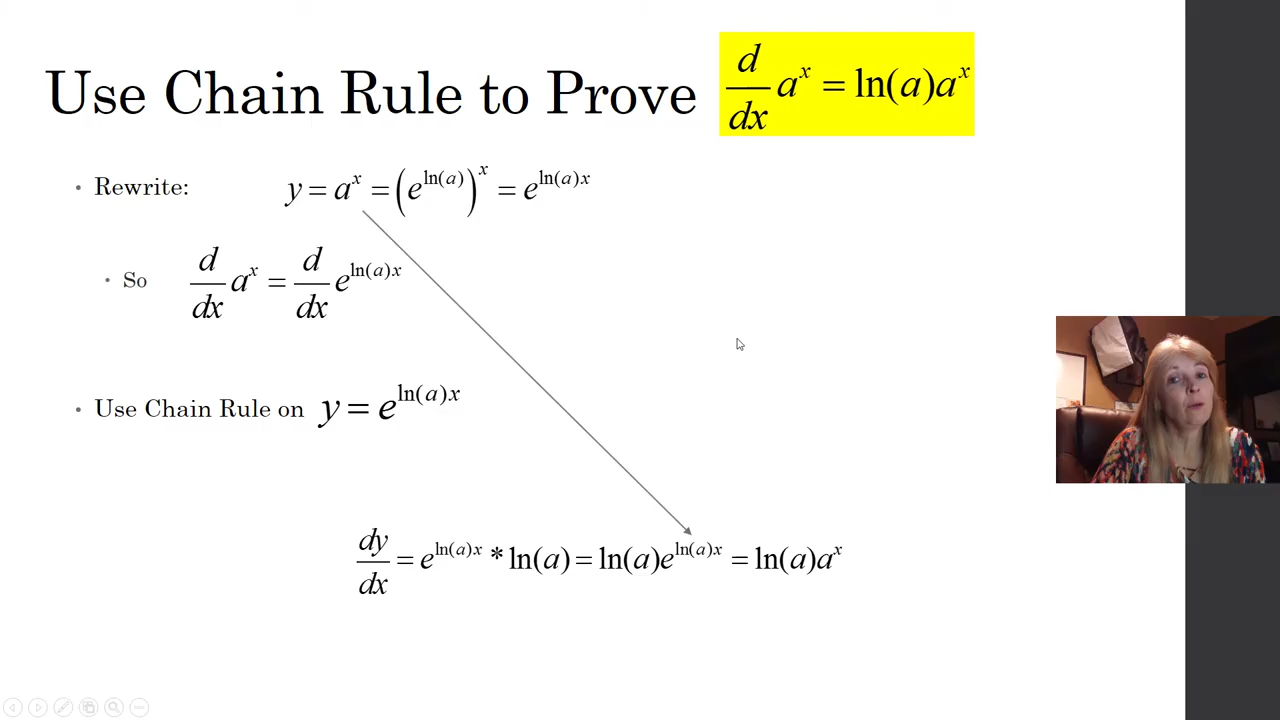 Use Chain Rule to Prove d/dx a^x = ln(a)a^x
• Rewrite: y = a^x = (e^{ln(a)})^x = e^{ln(a)x}
• So d/dx a^x = d/dx e^{ln(a)x}
• Use Chain Rule on y = e^{ln(a)x}
dy/dx = e^{ln(a)x} * ln(a) = ln(a)e^{ln(a)x} = ln(a)a^x